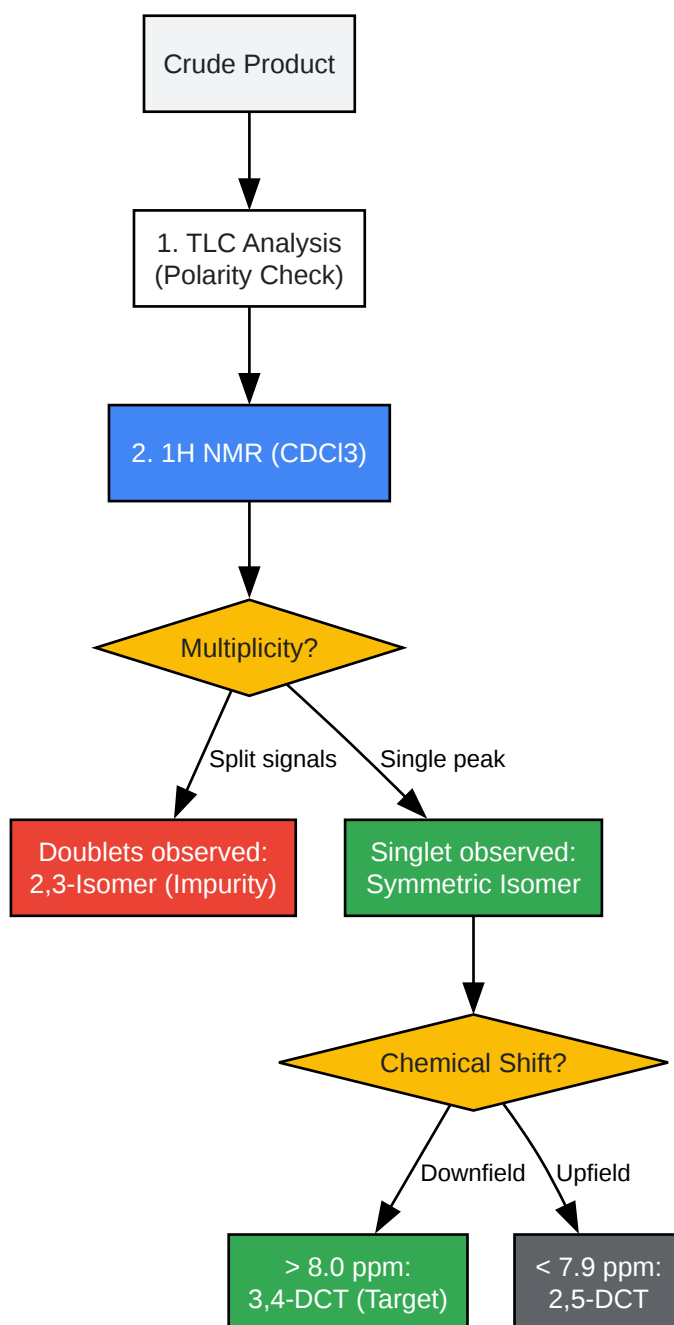 Crude Product
1. TLC Analysis
(Polarity Check)
2. 1H NMR (CDCl3)
Multiplicity?
Split signals
Single peak
Doublets observed:
2,3-Isomer (Impurity)
Singlet observed:
Symmetric Isomer
Chemical Shift?
Downfield
Upfield
> 8.0 ppm:
3,4-DCT (Target)
< 7.9 ppm:
2,5-DCT